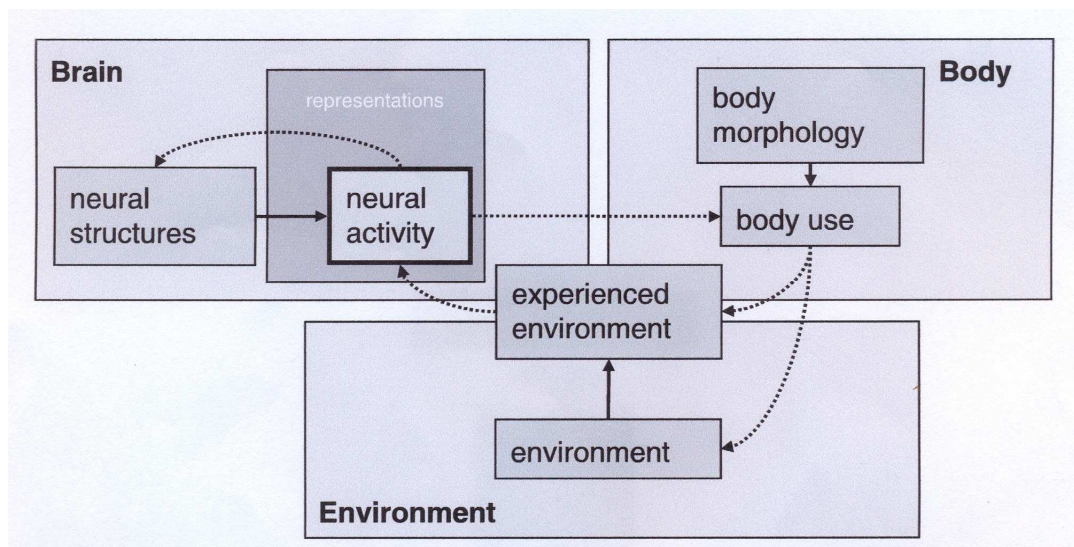 Brain
representations
neural
structures
neural
activity
Body
body
morphology
body use
experienced
environment
environment
Environment